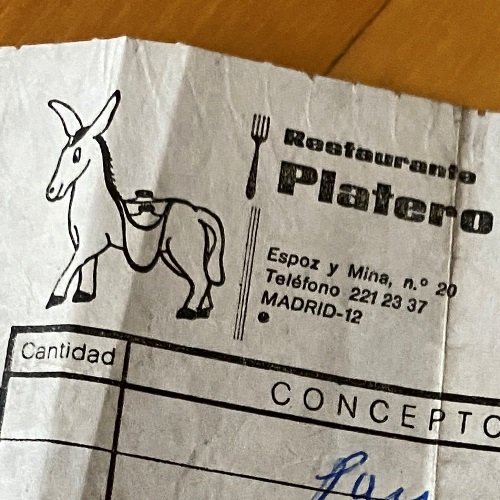 Restaurante
Platero
Espoz y Mina, n.º 20
Teléfono 221 23 37
MADRID-12
Cantidad
CONCEPTO